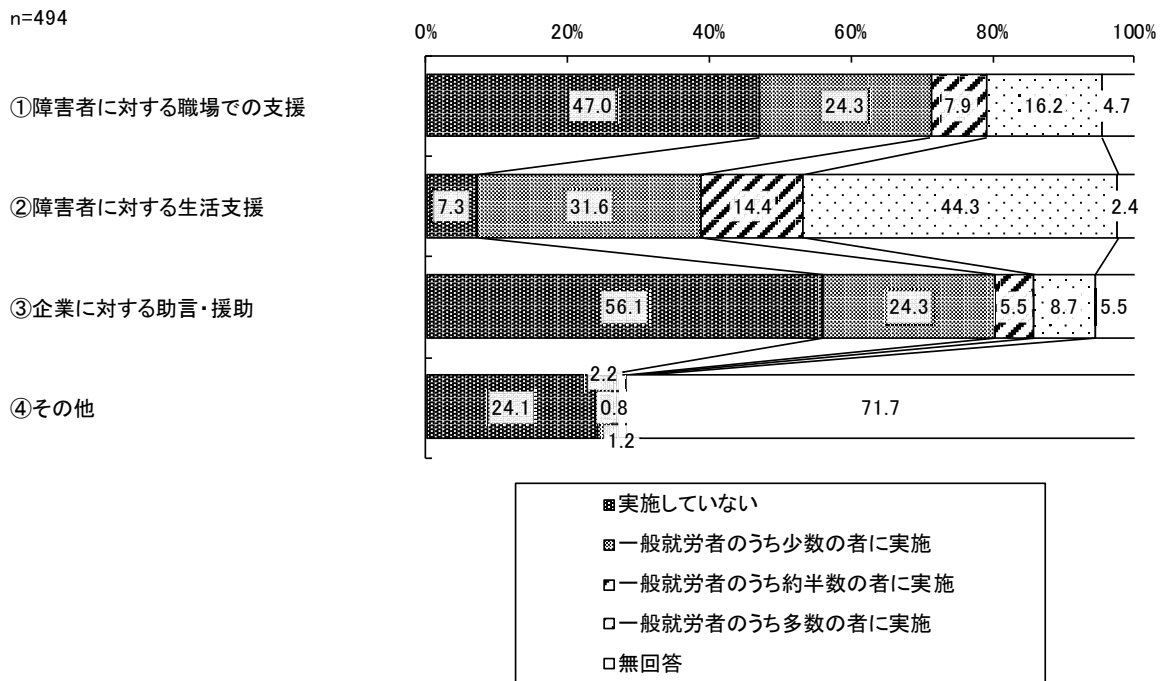 n=494
0% 20% 40% 60% 80% 100%
①障害者に対する職場での支援 47.0 24.3 7.9 16.2 4.7
②障害者に対する生活支援 7.3 31.6 14.4 44.3 2.4
③企業に対する助言・援助 56.1 24.3 5.5 8.7 5.5
2.2
④その他 24.1 0.8 71.7
1.2
実施していない
一般就労者のうち少数の者に実施
一般就労者のうち約半数の者に実施
一般就労者のうち多数の者に実施
無回答